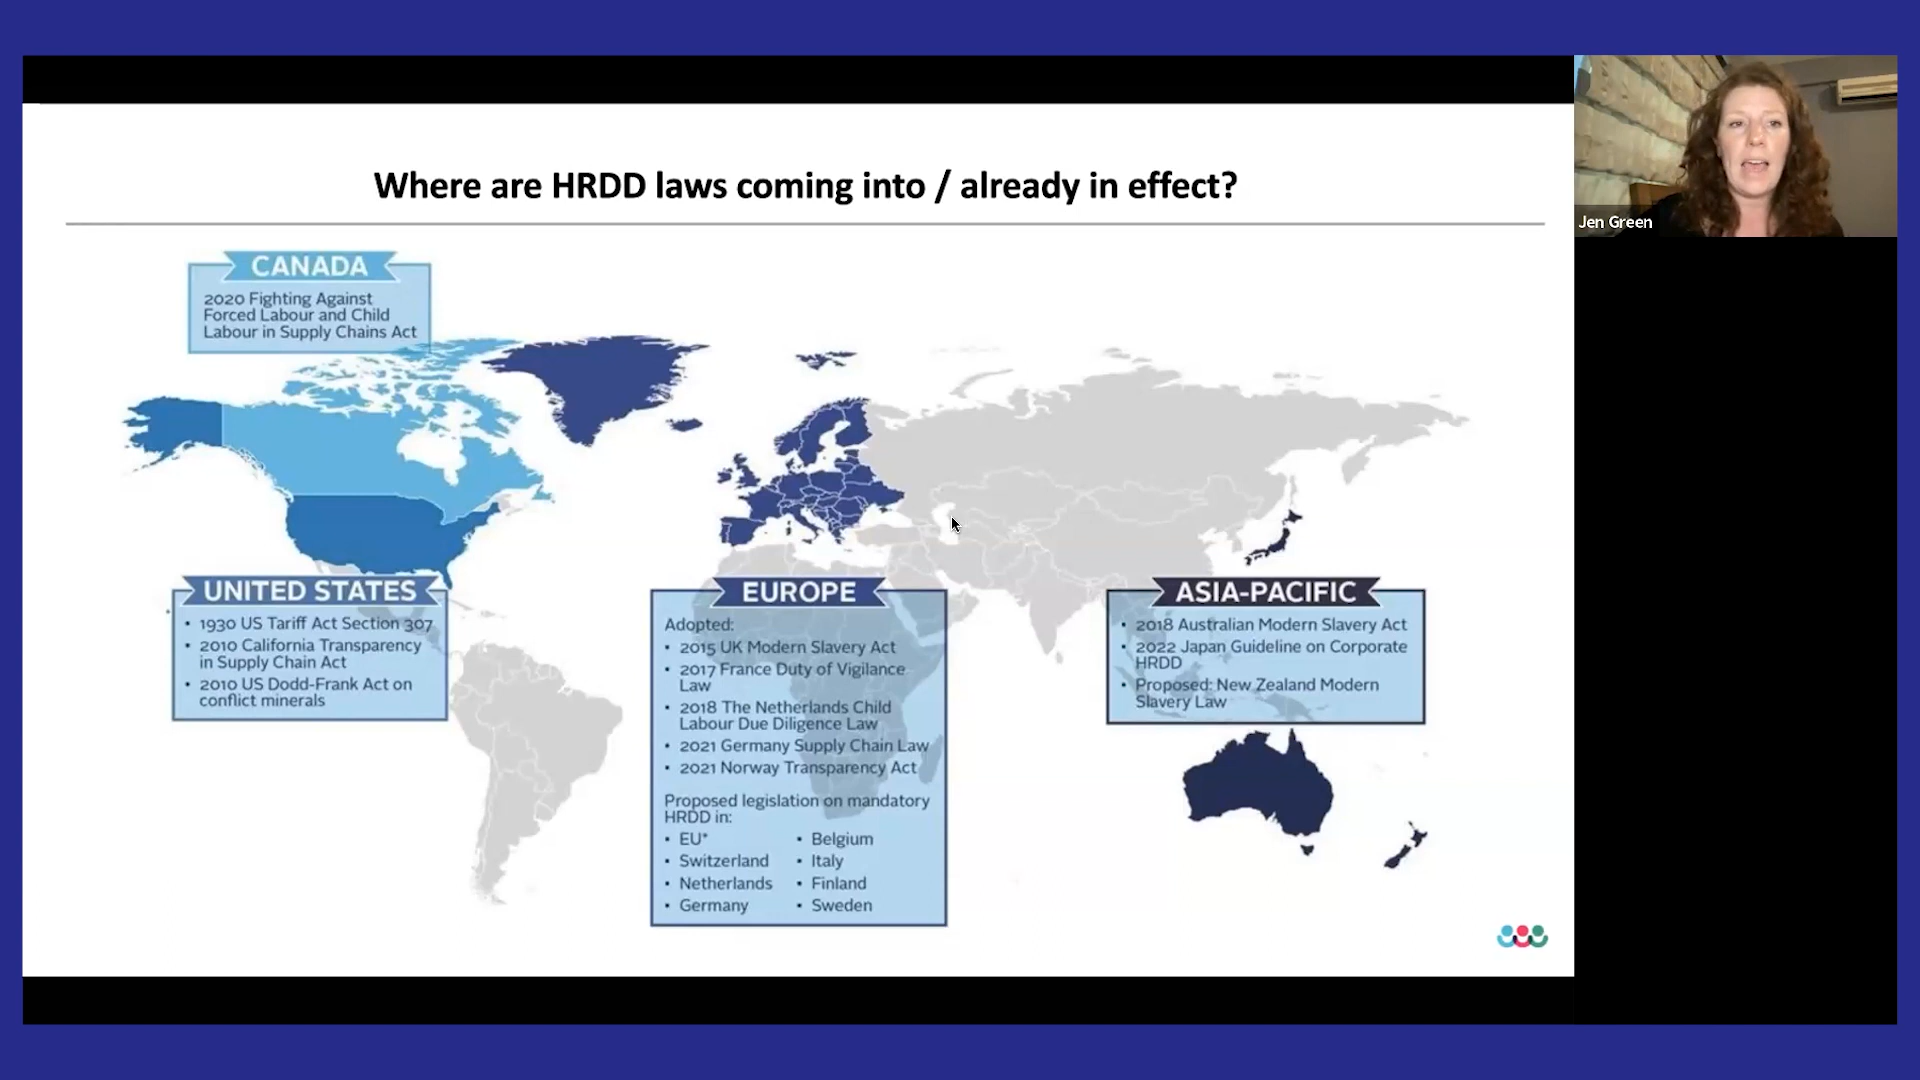 Where are HRDD laws coming into / already in effect?
Jen Green
CANADA
2020 Fighting Against
Forced Labour and Child
Labour in Supply Chains Act
UNITED STATES
• 1930 US Tariff Act Section 307
• 2010 California Transparency
in Supply Chain Act
• 2010 US Dodd-Frank Act on
conflict minerals
EUROPE
Adopted:
• 2015 UK Modern Slavery Act
• 2017 France Duty of Vigilance
Law
• 2018 The Netherlands Child
Labour Due Diligence Law
• 2021 Germany Supply Chain Law
• 2021 Norway Transparency Act
Proposed legislation on mandatory
HRDD in:
• EU*
• Switzerland
• Netherlands
• Germany
• Belgium
• Italy
• Finland
• Sweden
ASIA-PACIFIC
• 2018 Australian Modern Slavery Act
• 2022 Japan Guideline on Corporate
HRDD
• Proposed: New Zealand Modern
Slavery Law